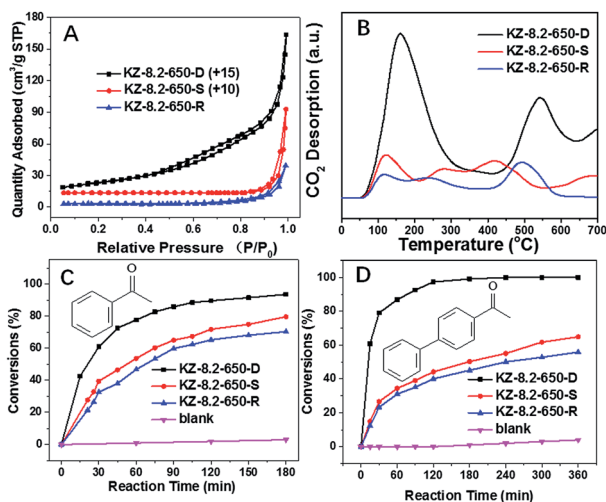 A
Quantity Adsorbed (cm³/g STP)
180
150
120
90
60
30
0
KZ-8.2-650-D (+15)
KZ-8.2-650-S (+10)
KZ-8.2-650-R
0.0 0.2 0.4 0.6 0.8 1.0
Relative Pressure (P/P₀)
B
CO₂ Desorption (a.u.)
KZ-8.2-650-D
KZ-8.2-650-S
KZ-8.2-650-R
0 100 200 300 400 500 600 700
Temperature (°C)
C
Conversions (%)
100
80
60
40
20
0
O
KZ-8.2-650-D
KZ-8.2-650-S
KZ-8.2-650-R
blank
0 30 60 90 120 150 180
Reaction Time (min)
D
Conversions (%)
100
80
60
40
20
0
O
KZ-8.2-650-D
KZ-8.2-650-S
KZ-8.2-650-R
blank
0 60 120 180 240 300 360
Reaction Time (min)